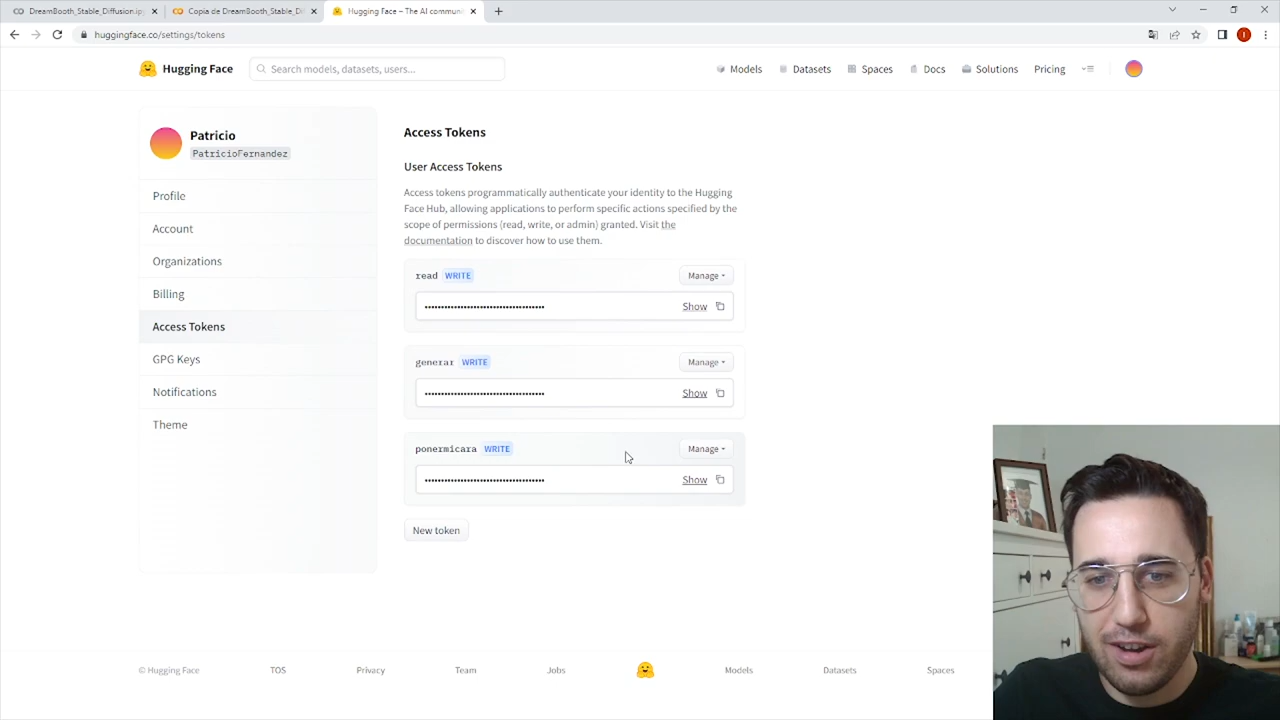 DreamBooth_Stable_Diffusion.ip
Copia de DreamBooth_Stable_Di
Hugging Face – The AI commun
huggingface.co/settings/tokens
Hugging Face
Search models, datasets, users...
Models
Datasets
Spaces
Docs
Solutions
Pricing
Patricio
PatricioFernandez
Profile
Account
Organizations
Billing
Access Tokens
GPG Keys
Notifications
Theme
Access Tokens
User Access Tokens
Access tokens programmatically authenticate your identity to the Hugging
Face Hub, allowing applications to perform specific actions specified by the
scope of permissions (read, write, or admin) granted. Visit the
documentation to discover how to use them.
read WRITE Manage
Show
generar WRITE Manage
Show
ponermicara WRITE Manage
Show
New token
© Hugging Face
TOS
Privacy
Team
Jobs
Models
Datasets
Spaces